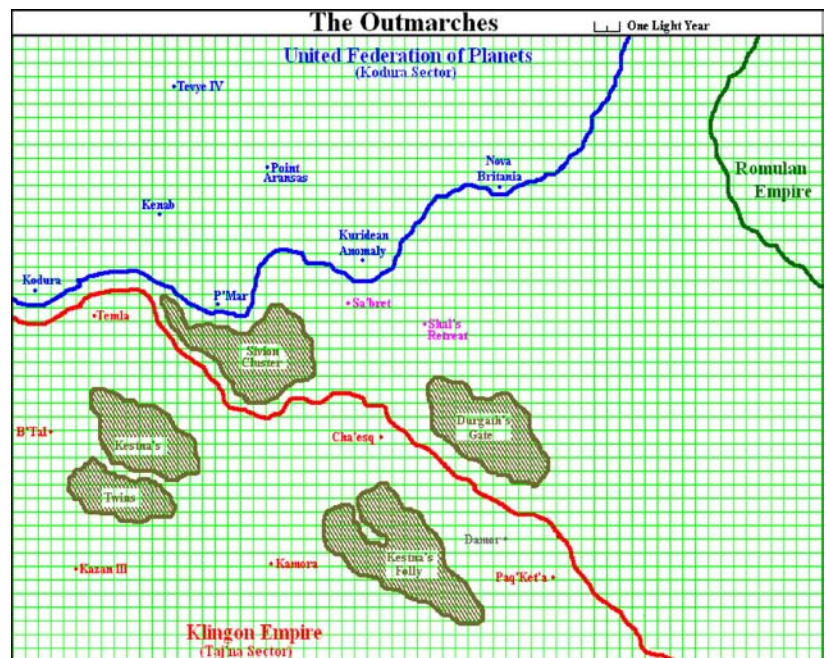 The Outmarches
One Light Year
United Federation of Planets
(Kodura Sector)
Tevye IV
Point
Aransas
Nova
Britania
Romulan
Empire
Kenab
Kuridean
Anomaly
Kodura
P'Mar
Sa'bret
Temla
Shal's
Retreat
Sivion
Cluster
B'Tal
Kestna's
Cha'esq
Durgath's
Gate
Twins
Damor
Kazan III
Kamora
Kestna's
Folly
Paq'Ket'a
Klingon Empire
(Taj'na Sector)